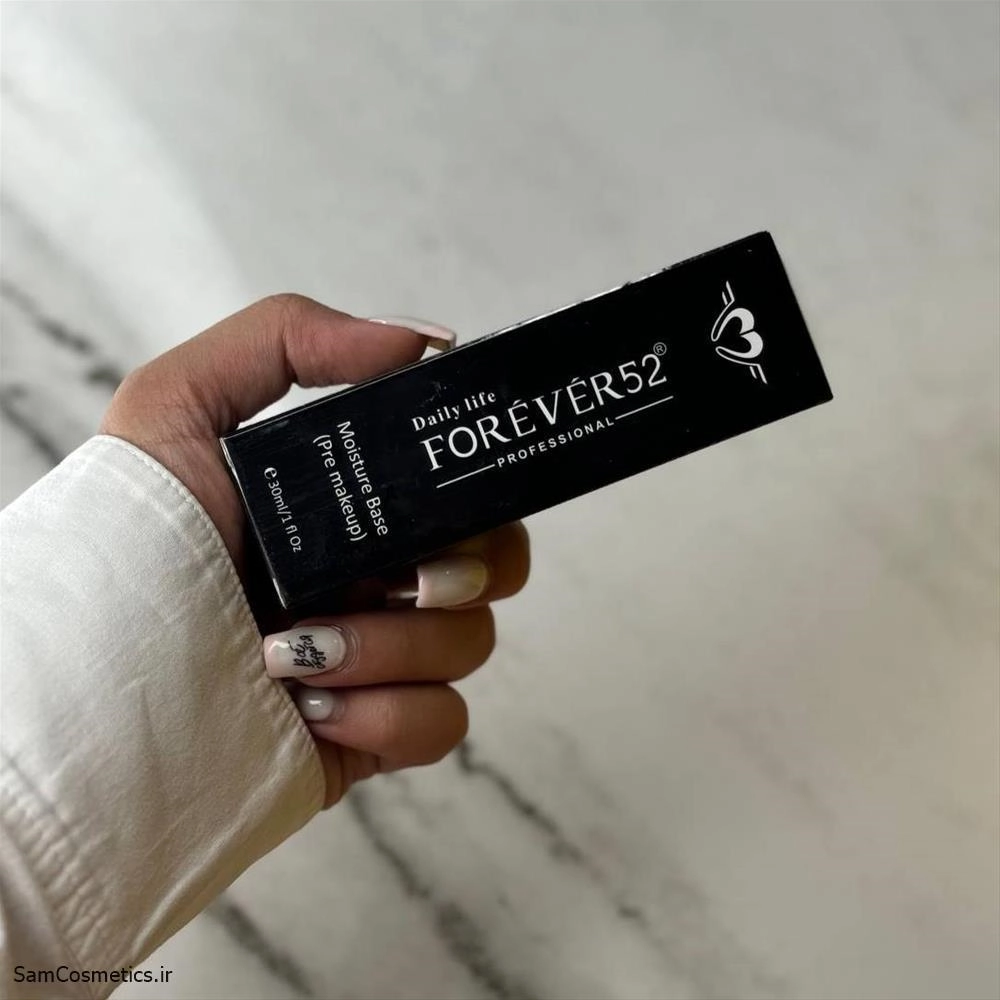 Daily life
FORÉVÉR52®
PROFESSIONAL
Moisture Base
(Pre makeup)
℮30ml/1 fl Oz
SamCosmetics.ir